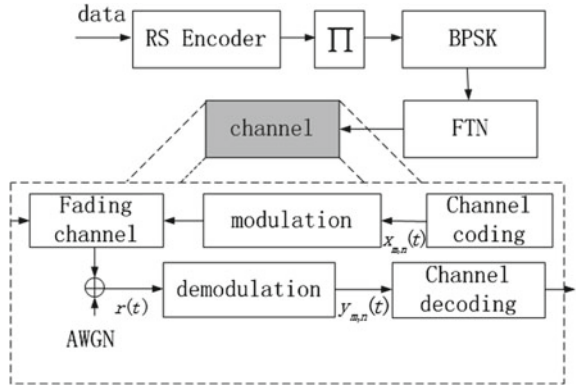 data
RS Encoder
∏
BPSK
channel
FTN
Fading
channel
modulation
x_{m,n}(t)
Channel
coding
r(t)
demodulation
y_{m,n}(t)
Channel
decoding
AWGN